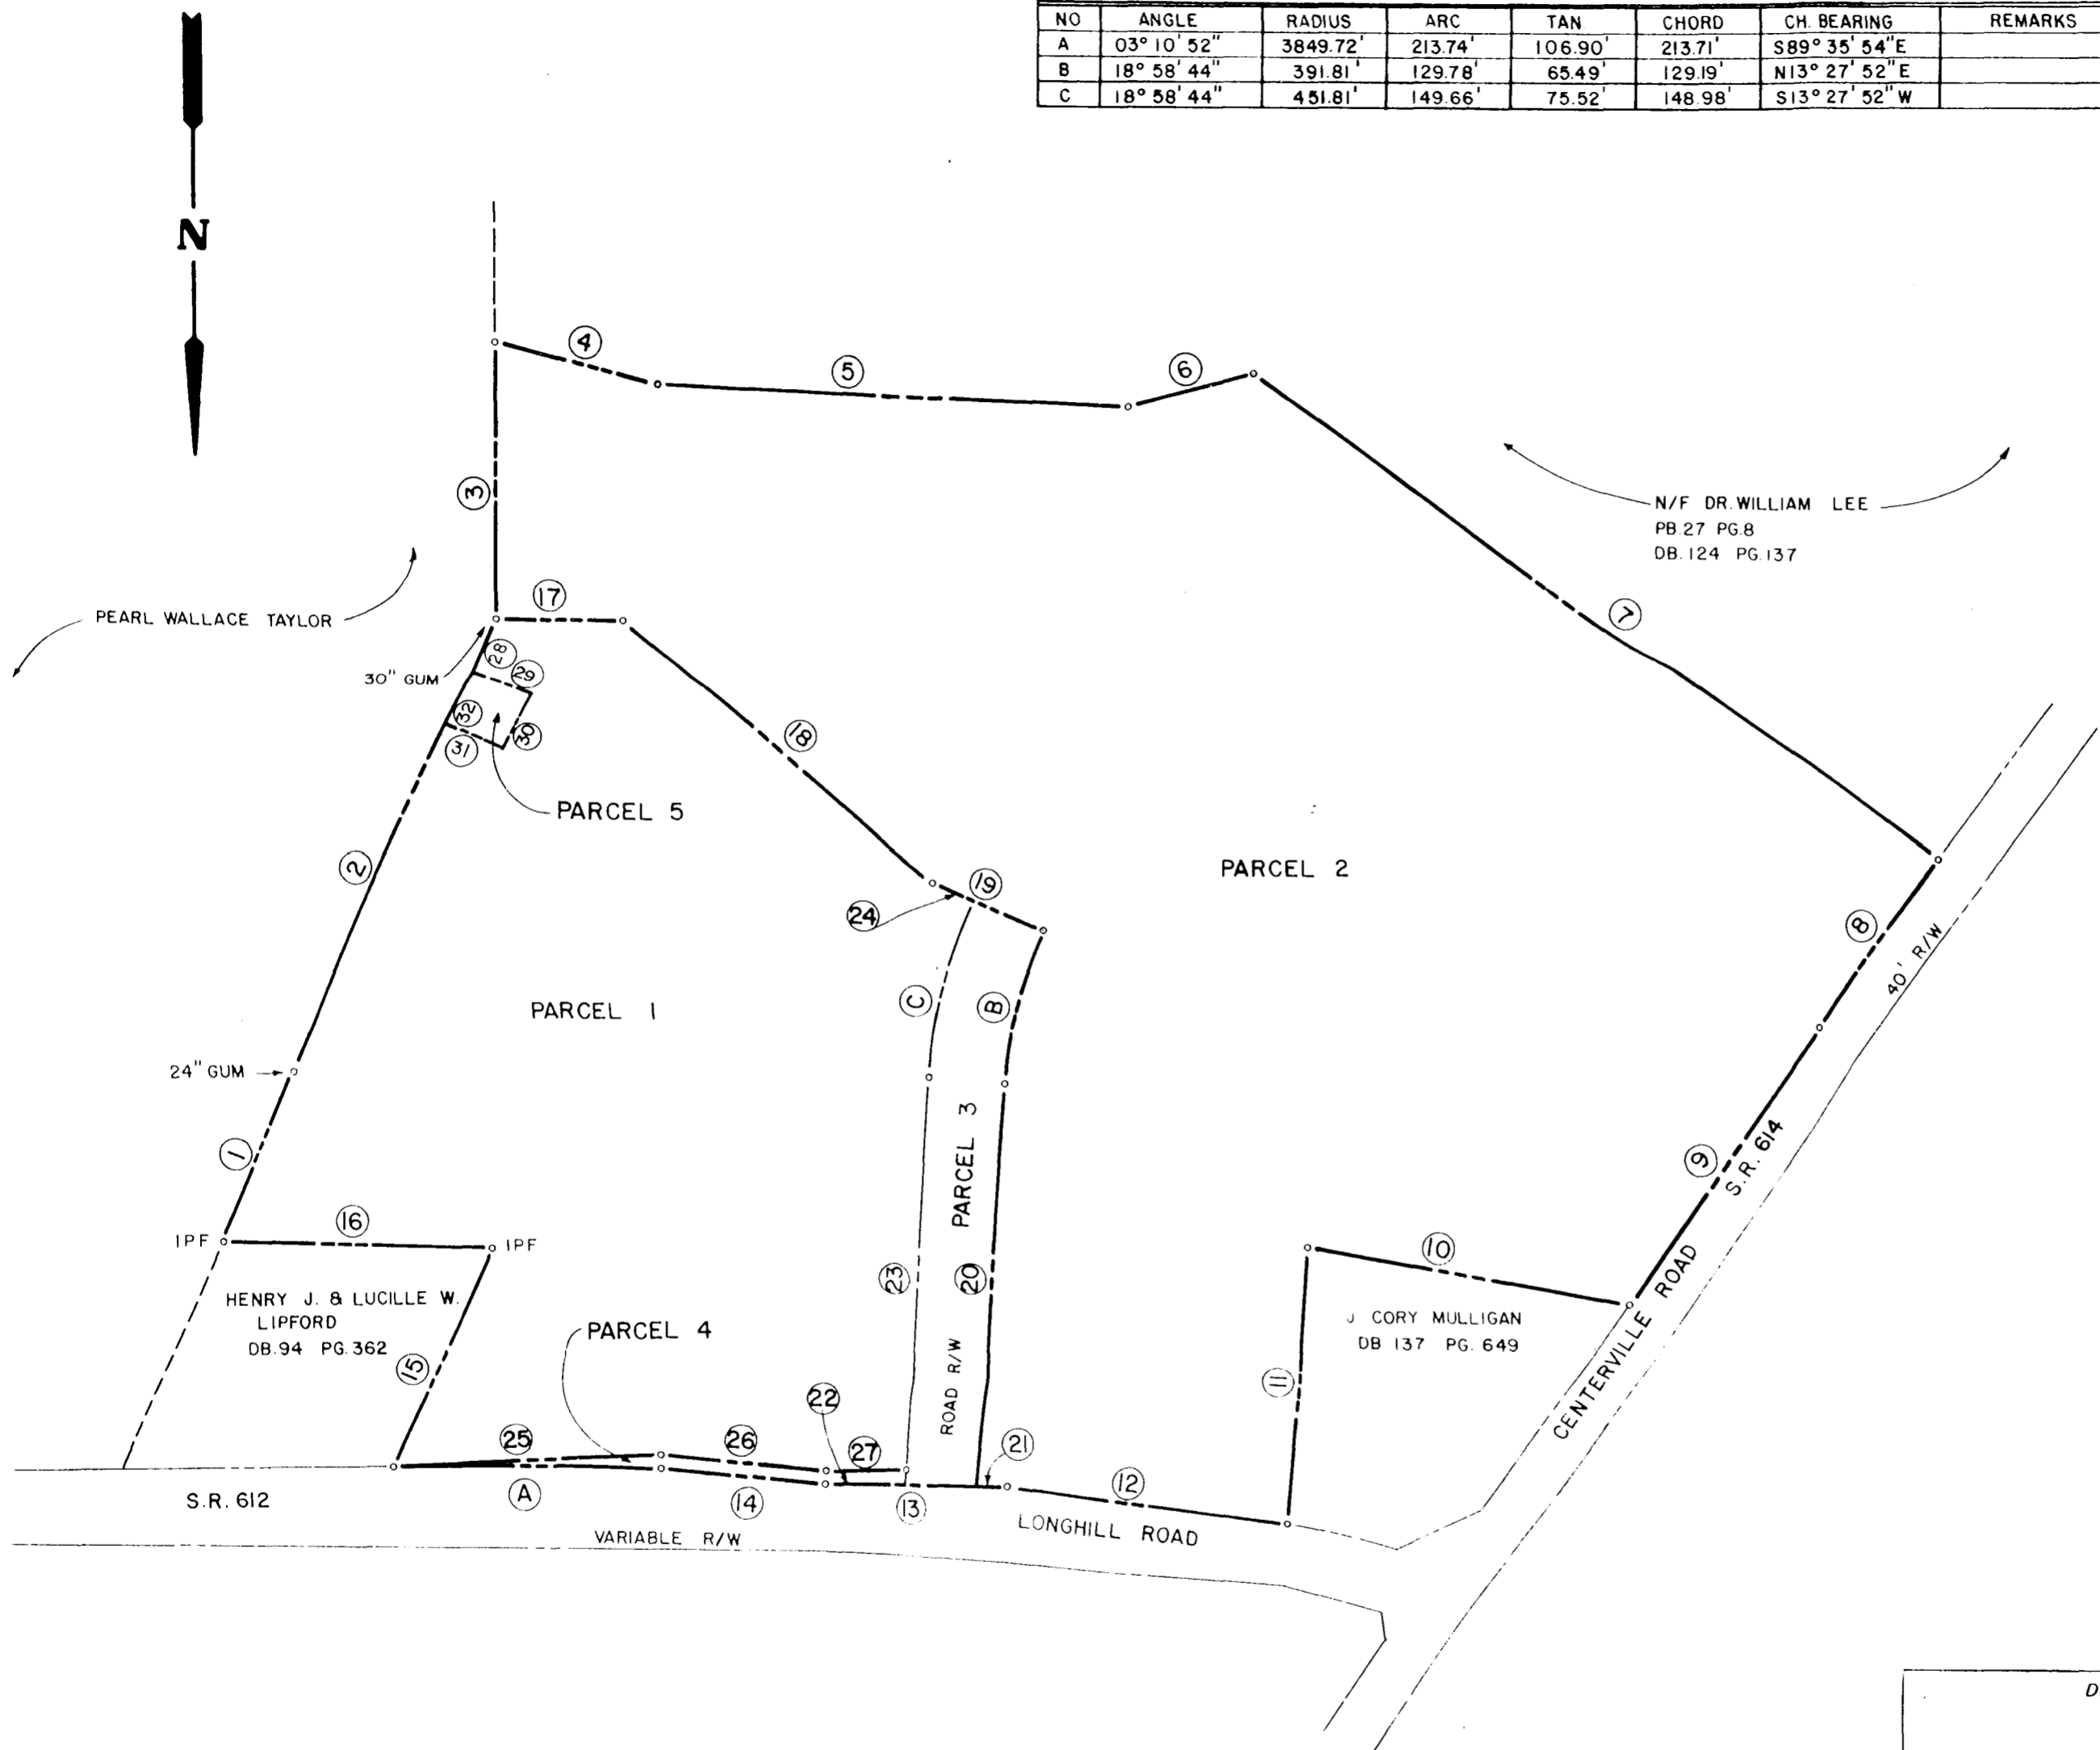 NO ANGLE RADIUS ARC TAN CHORD CH. BEARING REMARKS
A 03° 10' 52" 3849.72' 213.74' 106.90' 213.71' S89° 35' 54"E
B 18° 58' 44" 391.81' 129.78' 65.49' 129.19' N13° 27' 52"E
C 18° 58' 44" 451.81' 149.66' 75.52' 148.98' S13° 27' 52"W
N
4
5
6
3
N/F DR. WILLIAM LEE
PB.27 PG.8
DB.124 PG.137
17
7
PEARL WALLACE TAYLOR
30" GUM
28
29
32
30
31
18
PARCEL 5
2
PARCEL 2
19
24
8
40' R/W
C
B
PARCEL 1
24" GUM
1
PARCEL 3
9
S.R. 614
16
IPF
IPF
10
23
20
HENRY J. & LUCILLE W.
LIPFORD
DB.94 PG.362
PARCEL 4
J CORY MULLIGAN
DB 137 PG. 649
CENTERVILLE ROAD
15
11
ROAD R/W
22
25
26
27
21
12
S.R. 612
A
14
13
VARIABLE R/W
LONGHILL ROAD
D